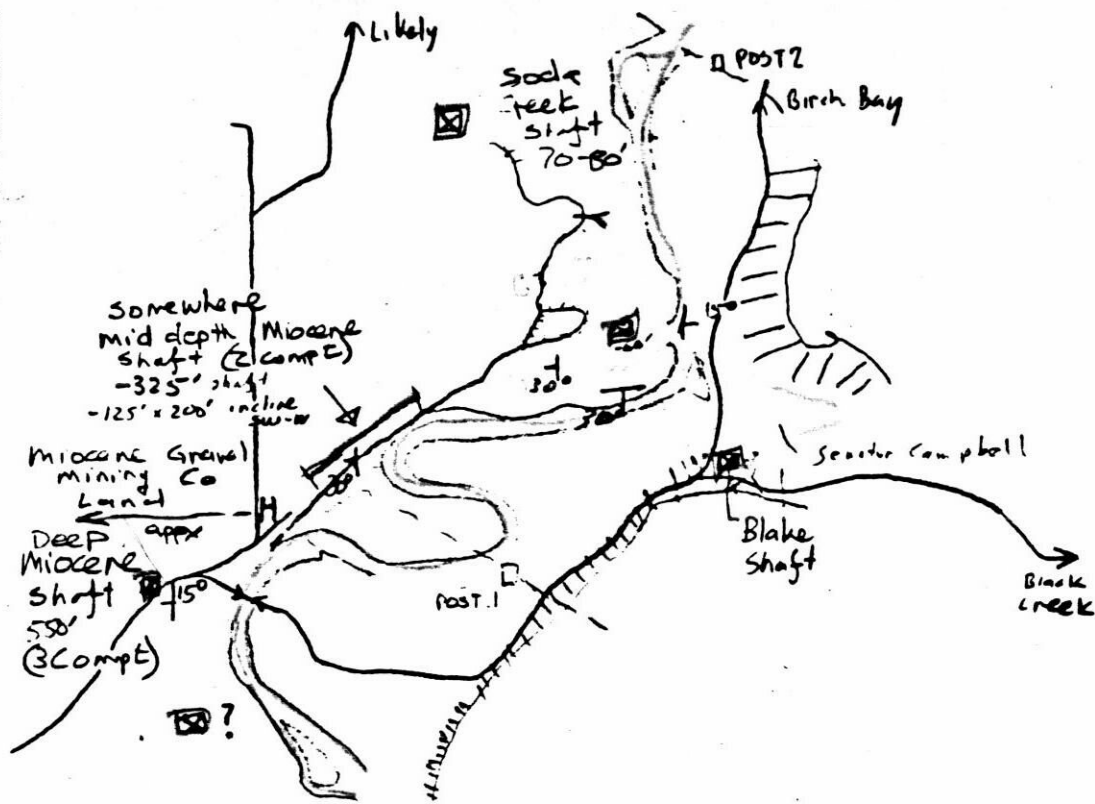 Likely
Soda
reek
shaft
70-80'
POST 2
Birch Bay
somewhere
mid depth Miocene
shaft (2 Compt)
-325' shaft
-125' x 200' incline
SW-W
Miocene Gravel
mining Co
Land
appx
H
DEEP
Miocene
shaft
550'
(3 Compt)
15°
30°
POST 1
Senator Campbell
Blake
Shaft
Black
Creek
?